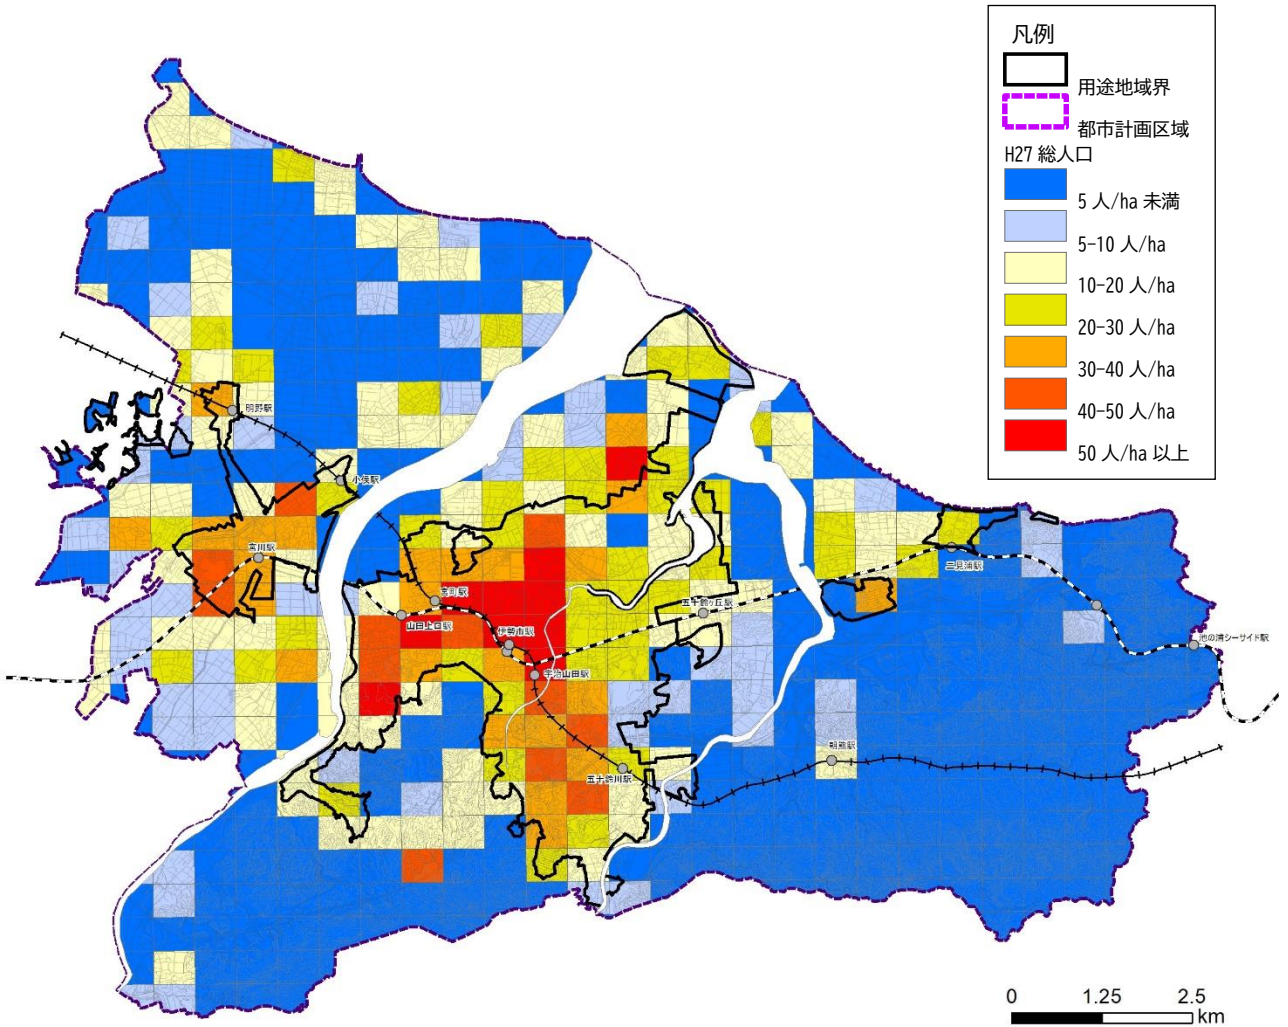 凡例
用途地域界
都市計画区域
H27 総人口
5 人/ha 未満
5-10 人/ha
10-20 人/ha
20-30 人/ha
30-40 人/ha
40-50 人/ha
50 人/ha 以上
明野駅
小俣駅
宮川駅
宮町駅
山田上口駅
伊勢市駅
宇治山田駅
五十鈴ヶ丘駅
二見浦駅
池の浦シーサイド駅
朝熊駅
五十鈴川駅
0 1.25 2.5
km